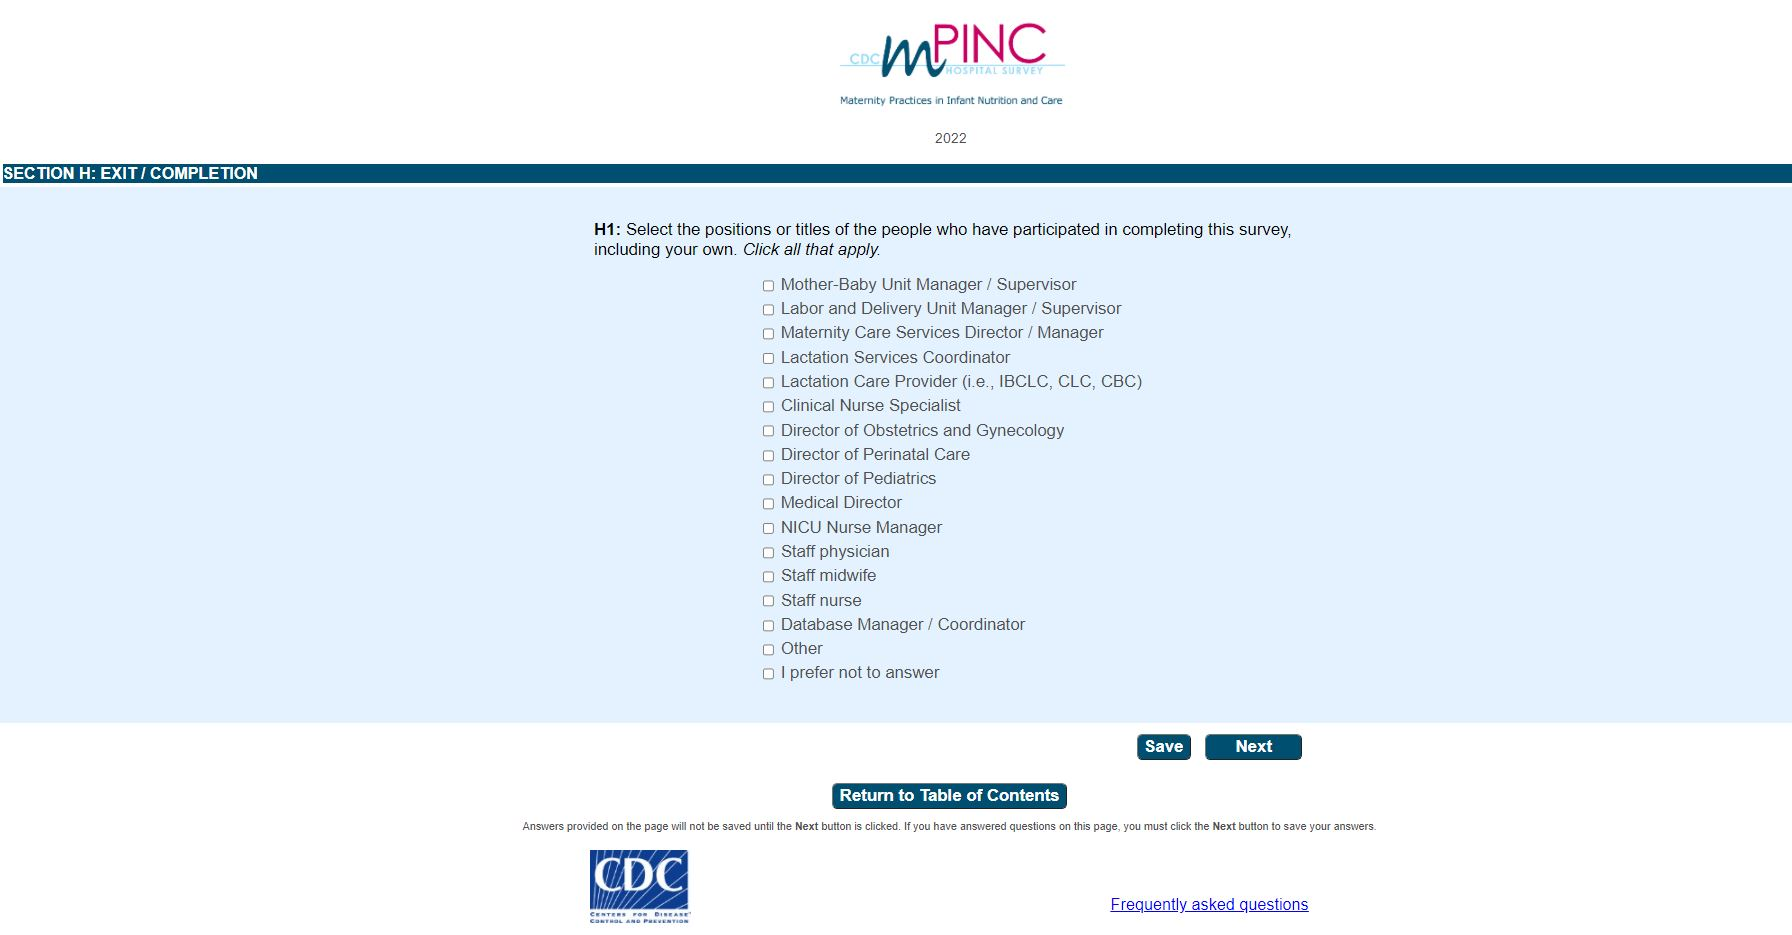 CDC mPINC
HOSPITAL SURVEY
Maternity Practices in Infant Nutrition and Care
2022
SECTION H: EXIT / COMPLETION
H1: Select the positions or titles of the people who have participated in completing this survey,
including your own. Click all that apply.
Mother-Baby Unit Manager / Supervisor
Labor and Delivery Unit Manager / Supervisor
Maternity Care Services Director / Manager
Lactation Services Coordinator
Lactation Care Provider (i.e., IBCLC, CLC, CBC)
Clinical Nurse Specialist
Director of Obstetrics and Gynecology
Director of Perinatal Care
Director of Pediatrics
Medical Director
NICU Nurse Manager
Staff physician
Staff midwife
Staff nurse
Database Manager / Coordinator
Other
I prefer not to answer
Save Next
Return to Table of Contents
Answers provided on the page will not be saved until the Next button is clicked. If you have answered questions on this page, you must click the Next button to save your answers.
CDC
CENTERS FOR DISEASE
CONTROL AND PREVENTION
Frequently asked questions